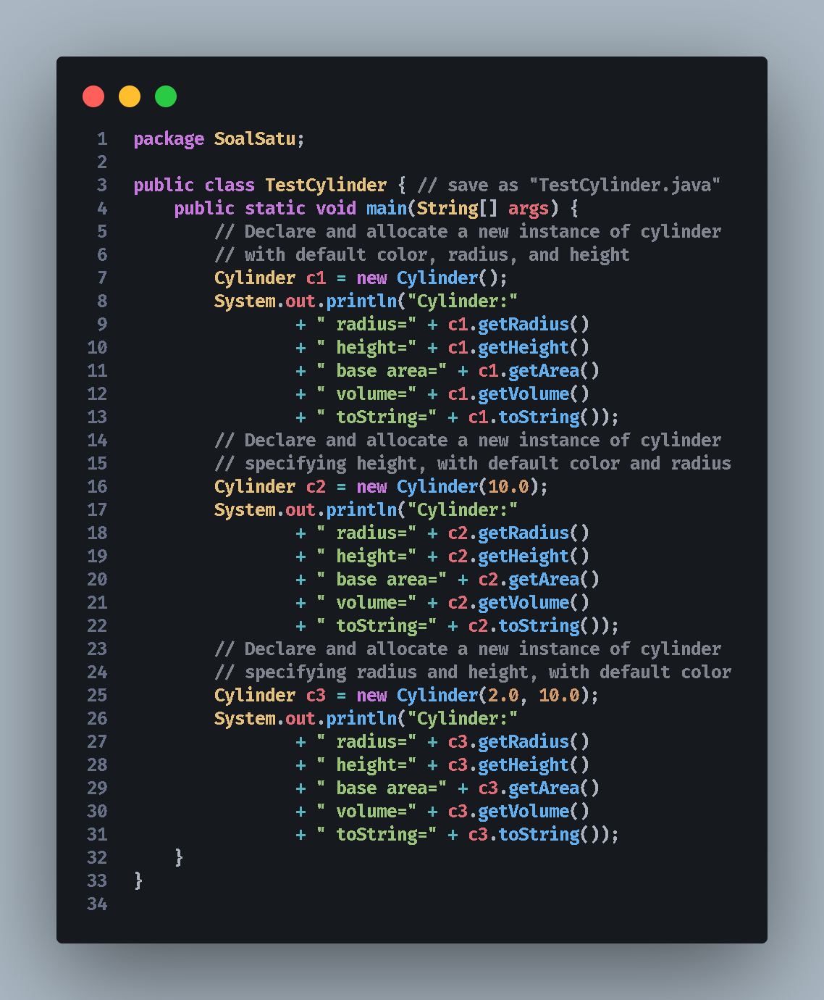 1 package SoalSatu;
2
3 public class TestCylinder { // save as "TestCylinder.java"
4     public static void main(String[] args) {
5         // Declare and allocate a new instance of cylinder
6         // with default color, radius, and height
7         Cylinder c1 = new Cylinder();
8         System.out.println("Cylinder:"
9                 + " radius=" + c1.getRadius()
10                 + " height=" + c1.getHeight()
11                 + " base area=" + c1.getArea()
12                 + " volume=" + c1.getVolume()
13                 + " toString=" + c1.toString());
14         // Declare and allocate a new instance of cylinder
15         // specifying height, with default color and radius
16         Cylinder c2 = new Cylinder(10.0);
17         System.out.println("Cylinder:"
18                 + " radius=" + c2.getRadius()
19                 + " height=" + c2.getHeight()
20                 + " base area=" + c2.getArea()
21                 + " volume=" + c2.getVolume()
22                 + " toString=" + c2.toString());
23         // Declare and allocate a new instance of cylinder
24         // specifying radius and height, with default color
25         Cylinder c3 = new Cylinder(2.0, 10.0);
26         System.out.println("Cylinder:"
27                 + " radius=" + c3.getRadius()
28                 + " height=" + c3.getHeight()
29                 + " base area=" + c3.getArea()
30                 + " volume=" + c3.getVolume()
31                 + " toString=" + c3.toString());
32     }
33 }
34